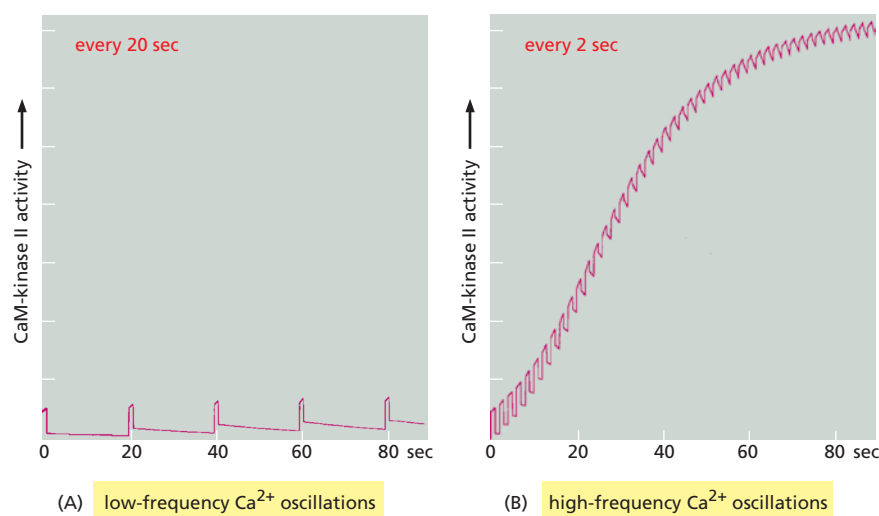 every 20 sec
CaM-kinase II activity
0 20 40 60 80 sec
(A) low-frequency Ca²⁺ oscillations
every 2 sec
CaM-kinase II activity
0 20 40 60 80 sec
(B) high-frequency Ca²⁺ oscillations